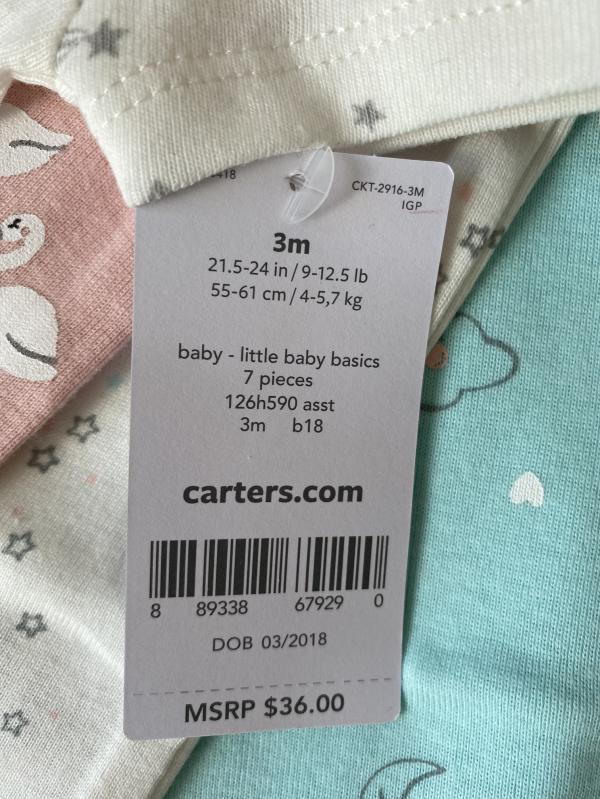 CKT-2916-3M
IGP
3m
21.5-24 in / 9-12.5 lb
55-61 cm / 4-5,7 kg
baby - little baby basics
7 pieces
126h590 asst
3m b18
carters.com
8 89338 67929 0
DOB 03/2018
MSRP $36.00